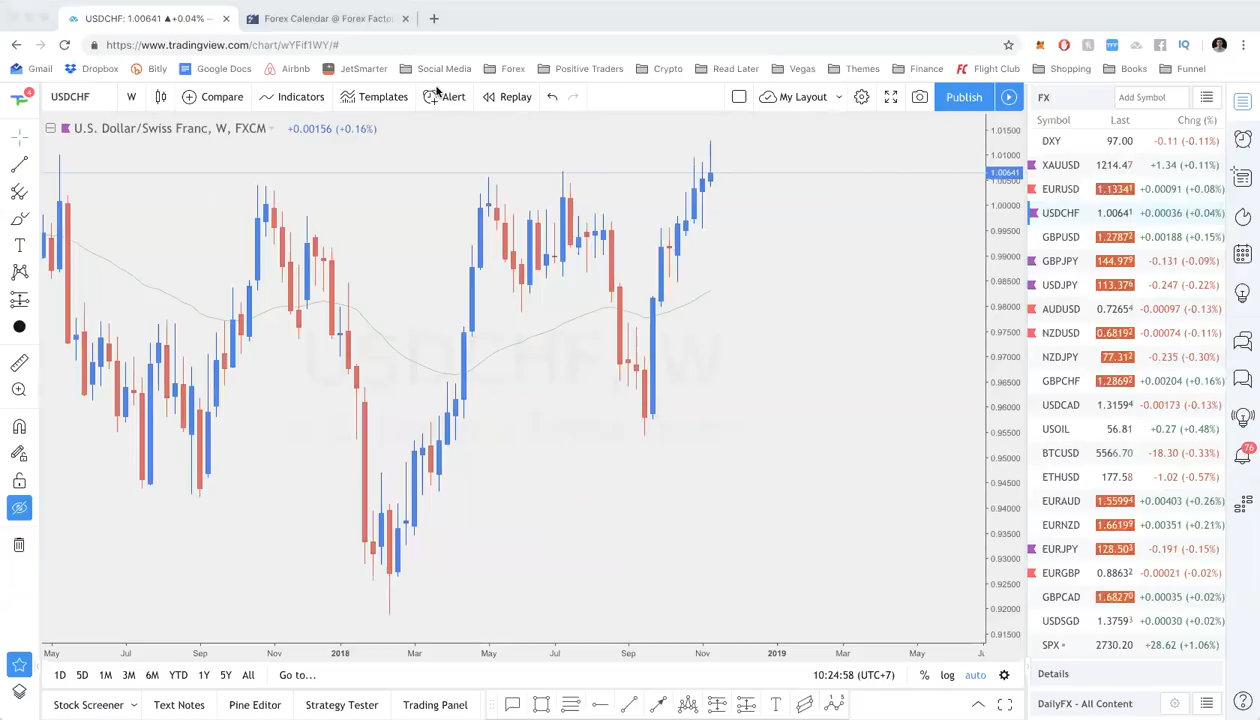 USDCHF: 1.00641 ▲+0.04% –
Forex Calendar @ Forex Facto
https://www.tradingview.com/chart/wYFif1WY/#
Gmail Dropbox Bitly Google Docs Airbnb JetSmarter Social Media Forex Positive Traders Crypto Read Later Vegas Themes Finance Flight Club Shopping Books Funnel
4 USDCHF W Compare Indicators Templates Alert Replay My Layout Publish FX Add Symbol
Symbol Last Chng (%)
U.S. Dollar/Swiss Franc, W, FXCM +0.00156 (+0.16%)
USDCHF, W
1.01500
1.01000
1.00641
1.00500
1.00000
0.99500
0.99000
0.98500
0.98000
0.97500
0.97000
0.96500
0.96000
0.95500
0.95000
0.94500
0.94000
0.93500
0.93000
0.92500
0.92000
0.91500
May Jul Sep Nov 2018 Mar May Jul Sep Nov 2019 Mar May Ju
1D 5D 1M 3M 6M YTD 1Y 5Y All Go to... 10:24:58 (UTC+7) % log auto
Stock Screener Text Notes Pine Editor Strategy Tester Trading Panel
DXY 97.00 -0.11 (-0.11%)
XAUUSD 1214.47 +1.34 (+0.11%)
EURUSD 1.13341 +0.00091 (+0.08%)
USDCHF 1.00641 +0.00036 (+0.04%)
GBPUSD 1.27872 +0.00188 (+0.15%)
GBPJPY 144.979 -0.131 (-0.09%)
USDJPY 113.376 -0.247 (-0.22%)
AUDUSD 0.72654 -0.00097 (-0.13%)
NZDUSD 0.68192 -0.00074 (-0.11%)
NZDJPY 77.312 -0.235 (-0.30%)
GBPCHF 1.28692 +0.00204 (+0.16%)
USDCAD 1.31594 -0.00173 (-0.13%)
USOIL 56.81 +0.27 (+0.48%)
BTCUSD 5566.70 -18.30 (-0.33%)
ETHUSD 177.58 -1.02 (-0.57%)
EURAUD 1.55994 +0.00403 (+0.26%)
EURNZD 1.66199 +0.00351 (+0.21%)
EURJPY 128.503 -0.191 (-0.15%)
EURGBP 0.88632 -0.00021 (-0.02%)
GBPCAD 1.68270 +0.00035 (+0.02%)
USDSGD 1.37593 +0.00030 (+0.02%)
SPX 2730.20 +28.62 (+1.06%)
Details
DailyFX - All Content
76